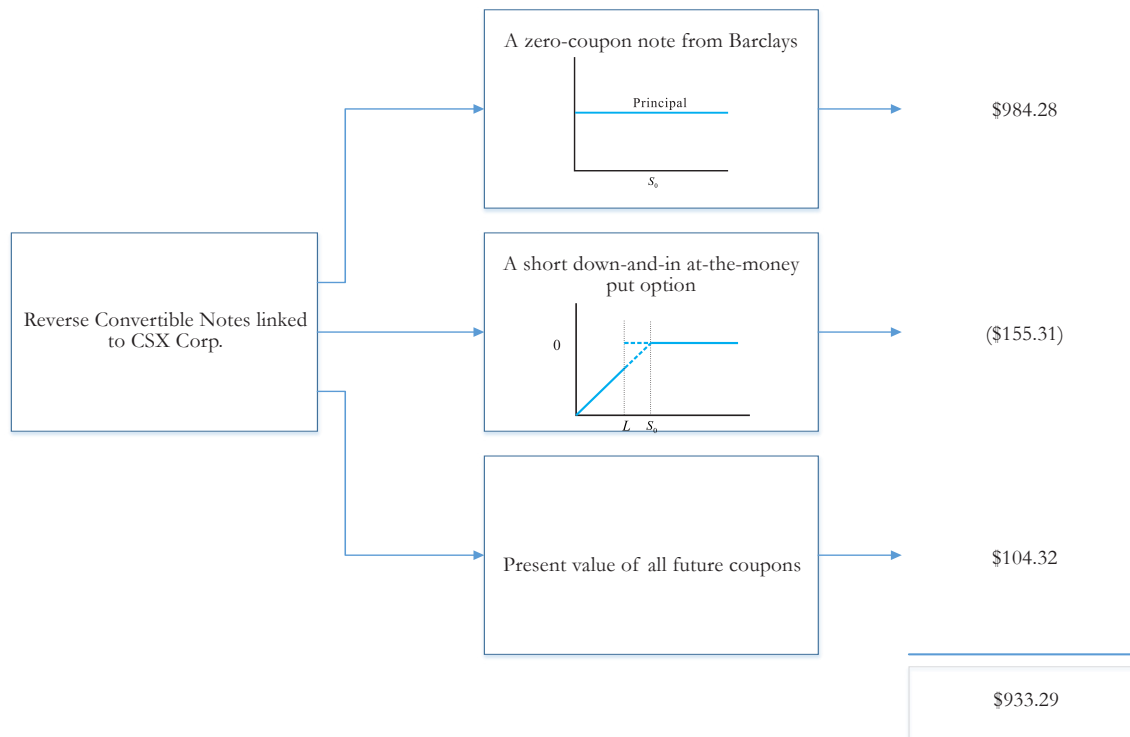 A zero-coupon note from Barclays
Principal
S₀
$984.28
Reverse Convertible Notes linked
to CSX Corp.
A short down-and-in at-the-money
put option
0
L S₀
($155.31)
Present value of all future coupons
$104.32
$933.29